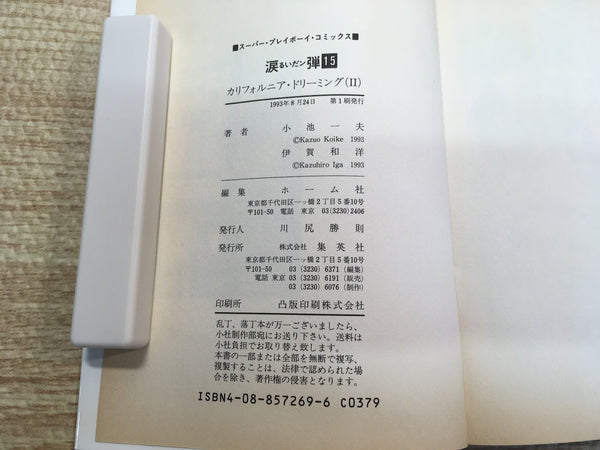 ■スーパー・プレイボーイ・コミックス■
涙るいだン弾15
カリフォルニア・ドリーミング(II)
1993年8月24日 第1刷発行
著者 小池一夫
©Kazuo Koike 1993
伊賀和洋
©Kazuhiro Iga 1993
編集 ホーム社
東京都千代田区一ッ橋2丁目5番10号
〒101-50 電話 東京 03(3230)2406
発行人 川尻勝則
発行所 株式会社 集英社
東京都千代田区一ッ橋2丁目5番10号
〒101-50 03(3230)6371(編集)
電話 東京 03(3230)6191(販売)
03(3230)6076(制作)
印刷所 凸版印刷株式会社
乱丁、落丁本が万一ございましたら、
小社制作部宛にお送り下さい。送料は
小社負担でお取り替え致します。
本書の一部または全部を無断で複写、
複製することは、法律で認められた場
合を除き、著作権の侵害となります。
ISBN4-08-857269-6 C0379